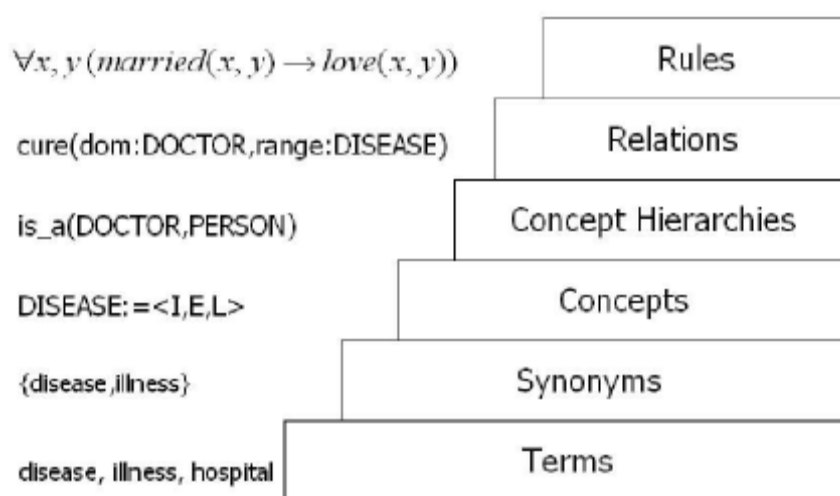 ∀x, y (married(x, y) → love(x, y)) Rules
cure(dom:DOCTOR,range:DISEASE) Relations
is_a(DOCTOR,PERSON) Concept Hierarchies
DISEASE:=<I,E,L> Concepts
{disease,illness} Synonyms
disease, illness, hospital Terms